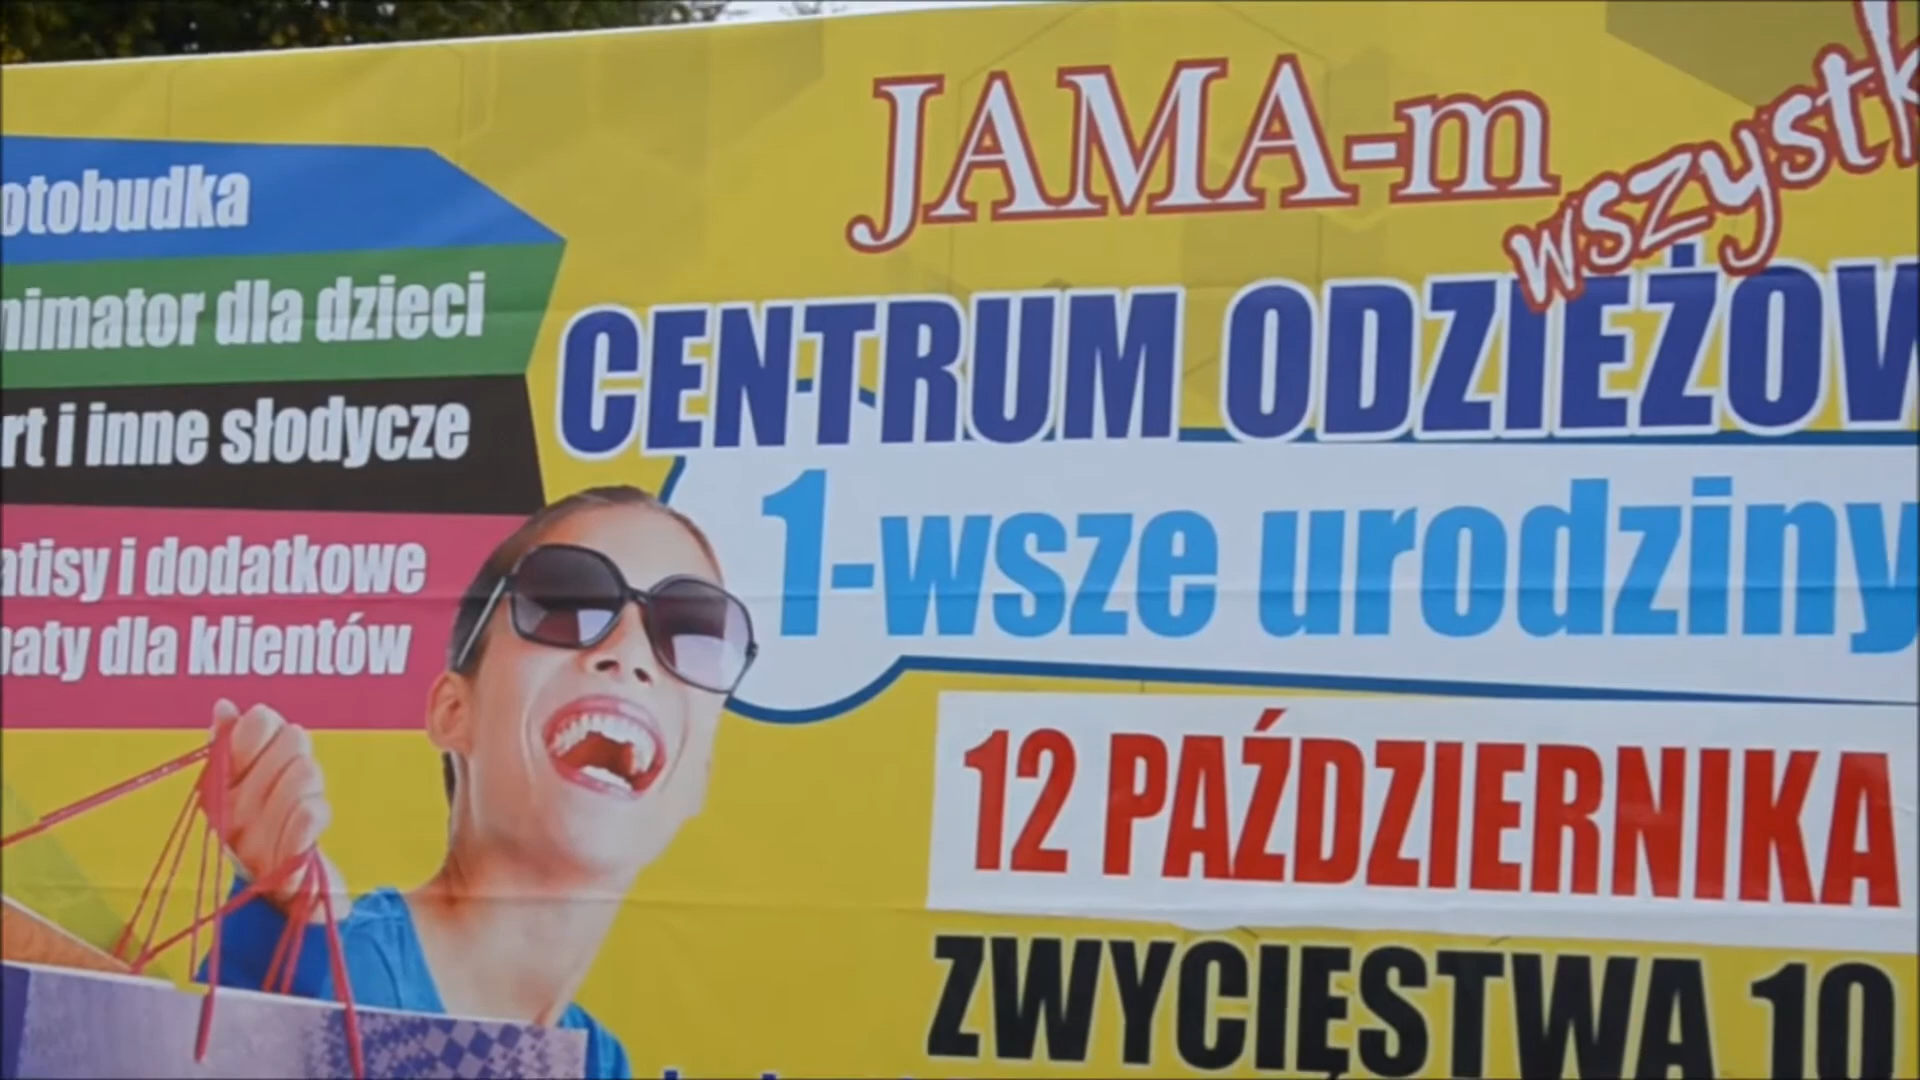 otobudka
nimator dla dzieci
rt i inne słodycze
atisy i dodatkowe
baty dla klientów
JAMA-m
wszystk
CENTRUM ODZIEŻOW
1-wsze urodziny
12 PAŹDZIERNIKA
ZWYCIĘSTWA 10